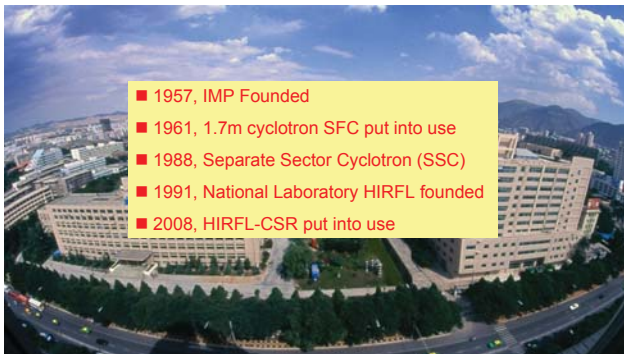 ■ 1957, IMP Founded
■ 1961, 1.7m cyclotron SFC put into use
■ 1988, Separate Sector Cyclotron (SSC)
■ 1991, National Laboratory HIRFL founded
■ 2008, HIRFL-CSR put into use